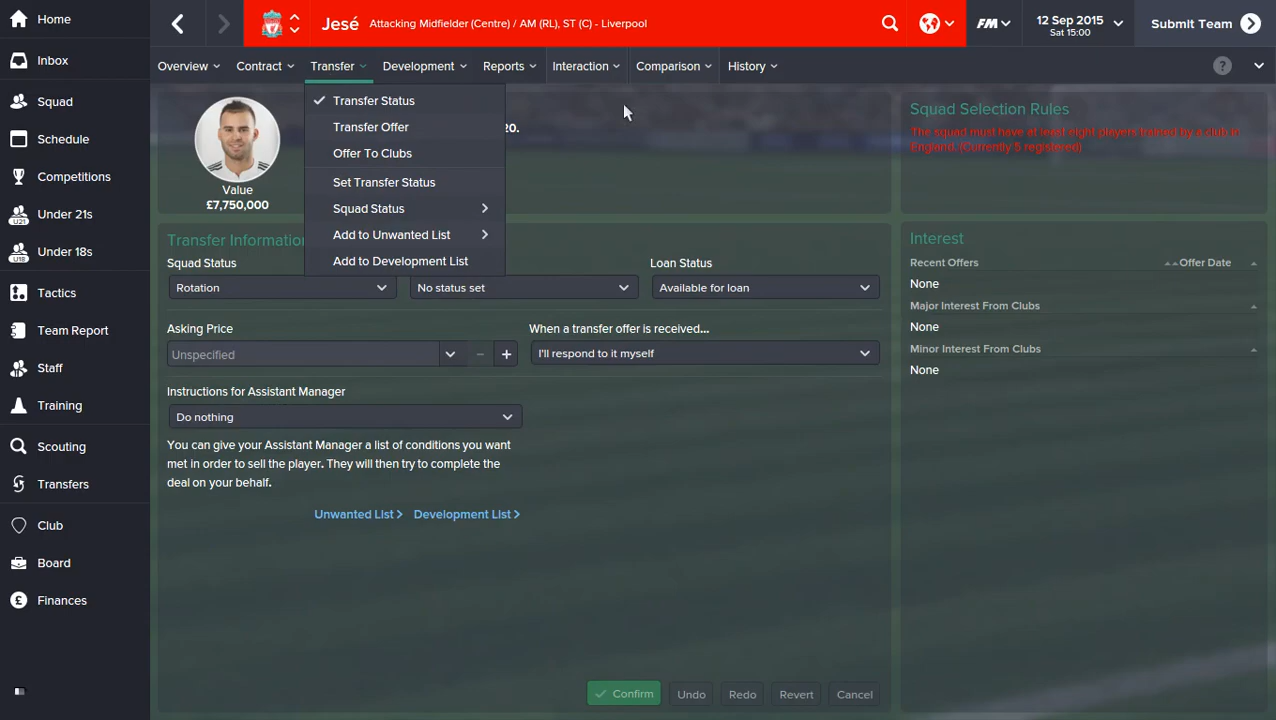 Home
Jesé Attacking Midfielder (Centre) / AM (RL), ST (C) - Liverpool
FM
12 Sep 2015
Sat 15:00
Submit Team
Inbox
Squad
Schedule
Competitions
U21
Under 21s
U18
Under 18s
Tactics
Team Report
Staff
Training
Scouting
Transfers
Club
Board
£ Finances
Overview Contract Transfer Development Reports Interaction Comparison History ?
Transfer Status
Transfer Offer
Offer To Clubs
Set Transfer Status
Squad Status
Add to Unwanted List
Add to Development List
20.
Value
£7,750,000
Squad Selection Rules
The squad must have at least eight players trained by a club in
England. (Currently 5 registered)
Transfer Information
Squad Status Loan Status
Rotation No status set Available for loan
Asking Price When a transfer offer is received...
Unspecified - + I'll respond to it myself
Instructions for Assistant Manager
Do nothing
You can give your Assistant Manager a list of conditions you want
met in order to sell the player. They will then try to complete the
deal on your behalf.
Unwanted List > Development List >
Interest
Recent Offers Offer Date
None
Major Interest From Clubs
None
Minor Interest From Clubs
None
Confirm Undo Redo Revert Cancel